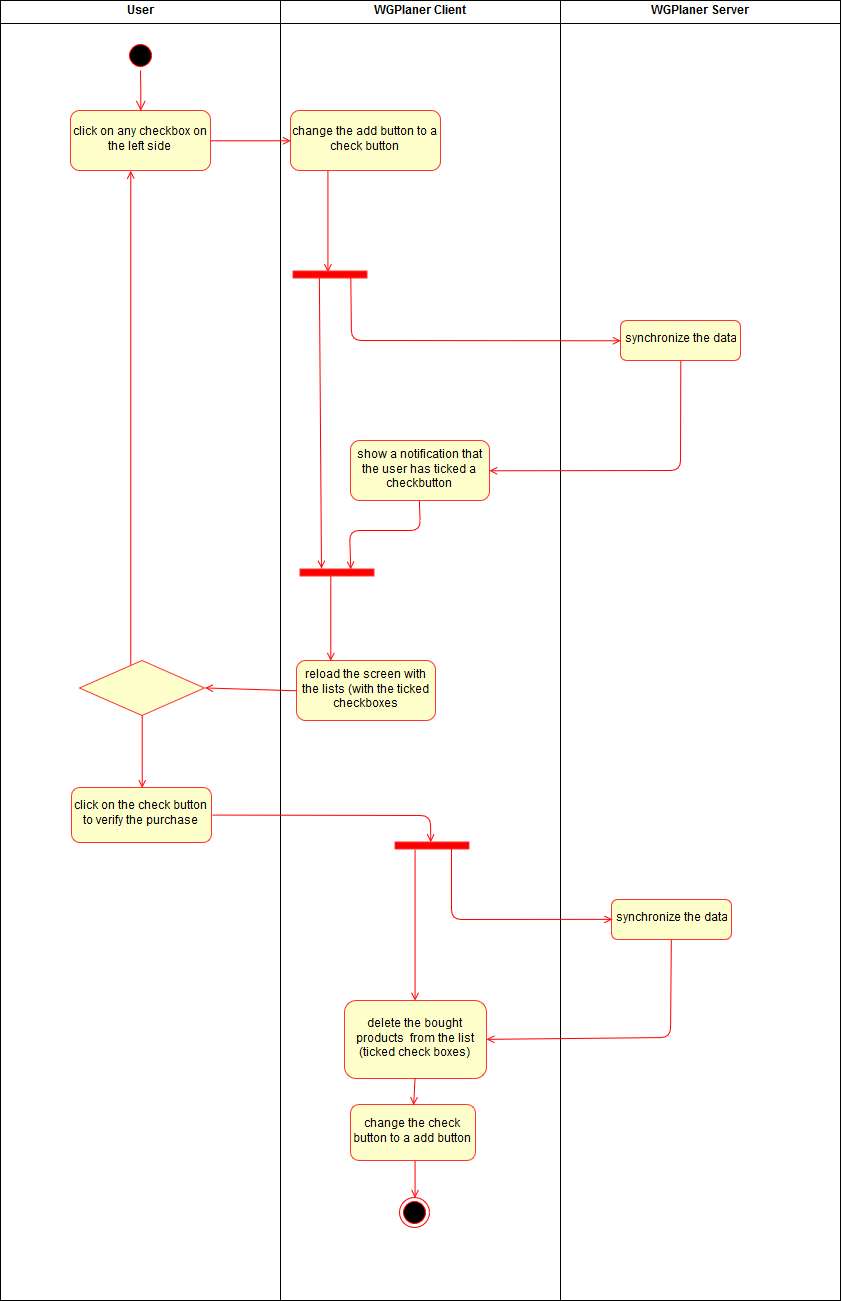 User
WGPlaner Client
WGPlaner Server
click on any checkbox on
the left side
change the add button to a
check button
synchronize the data
show a notification that
the user has ticked a
checkbutton
reload the screen with
the lists (with the ticked
checkboxes
click on the check button
to verify the purchase
synchronize the data
delete the bought
products from the list
(ticked check boxes)
change the check
button to a add button